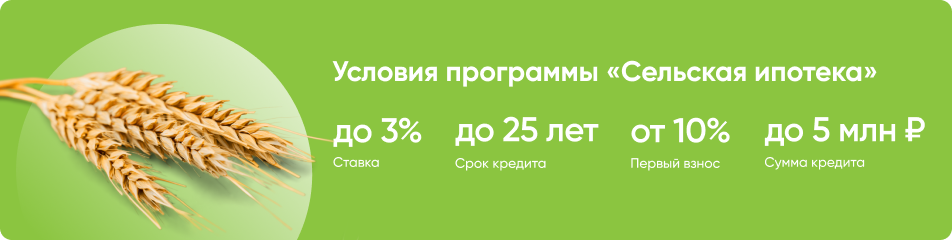 Условия программы «Сельская ипотека»
до 3% до 25 лет от 10% до 5 млн ₽
Ставка Срок кредита Первый взнос Сумма кредита